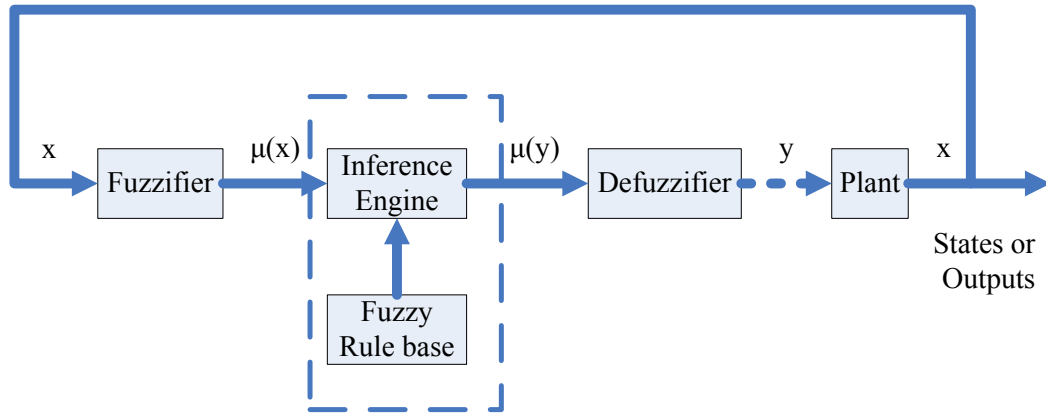 x
Fuzzifier
μ(x)
Inference
Engine
μ(y)
Defuzzifier
y
Plant
x
States or
Outputs
Fuzzy
Rule base